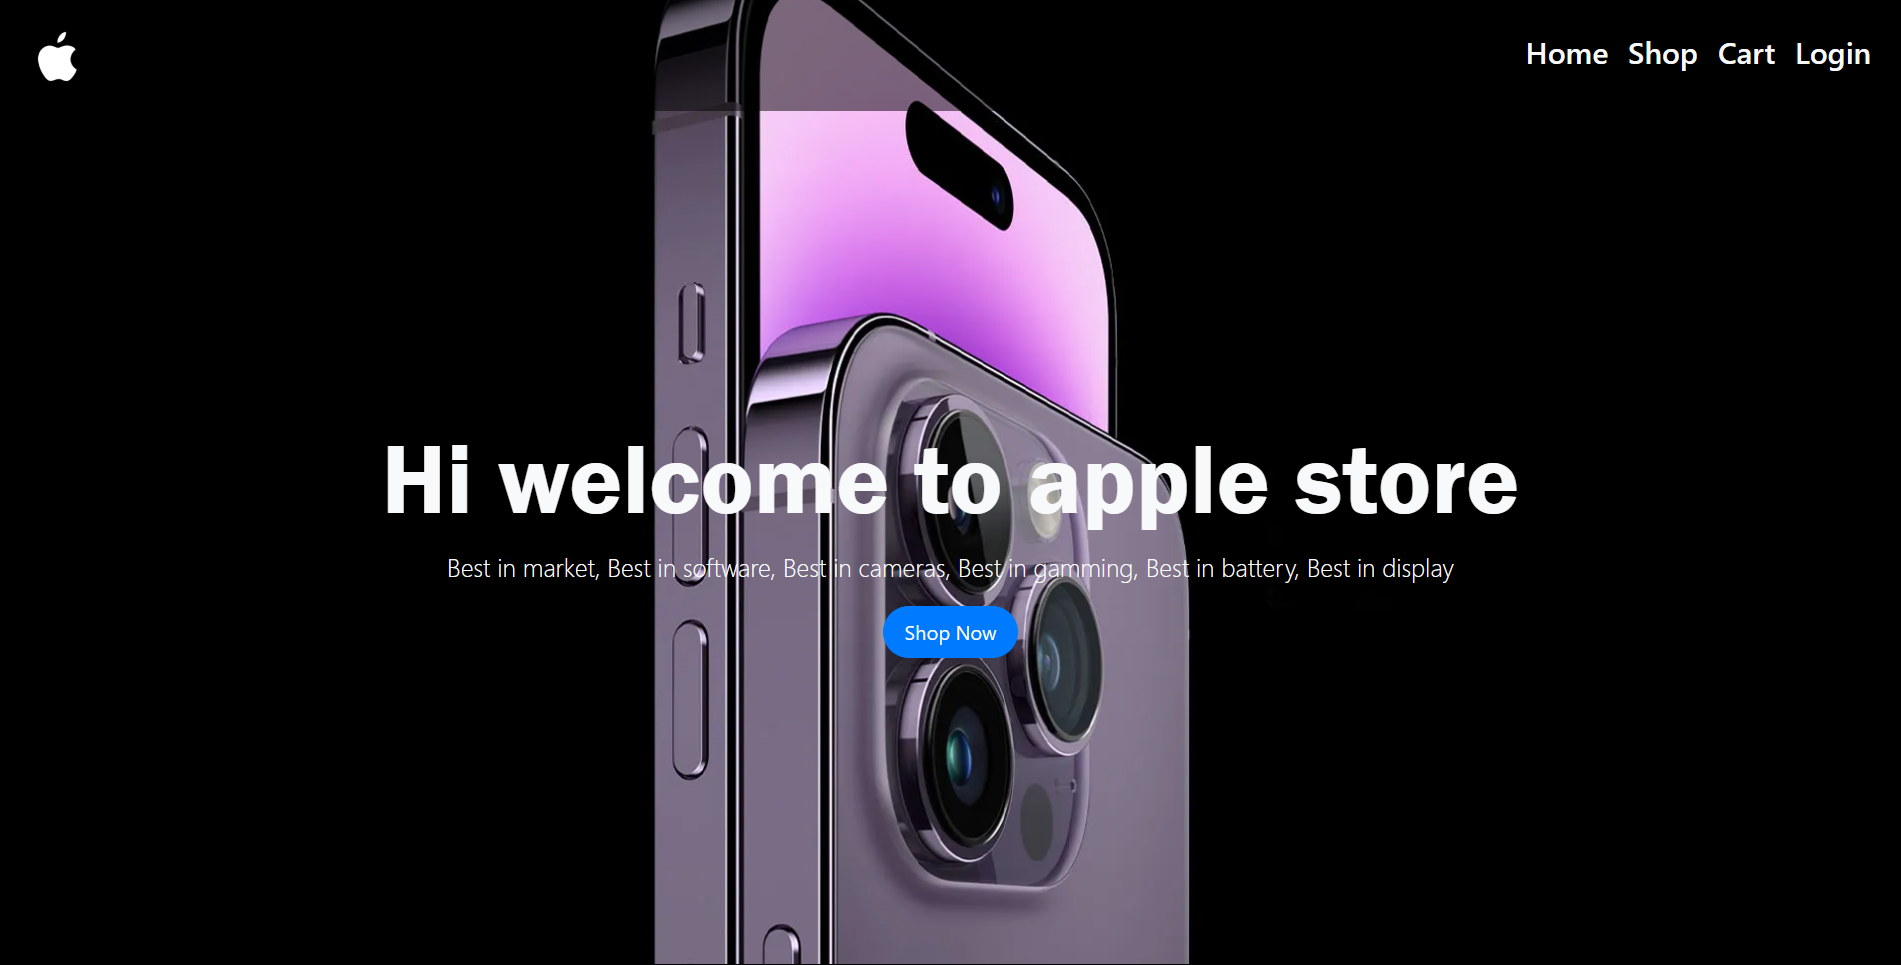 Home Shop Cart Login
Hi welcome to apple store
Best in market, Best in software, Best in cameras, Best in gamming, Best in battery, Best in display
Shop Now